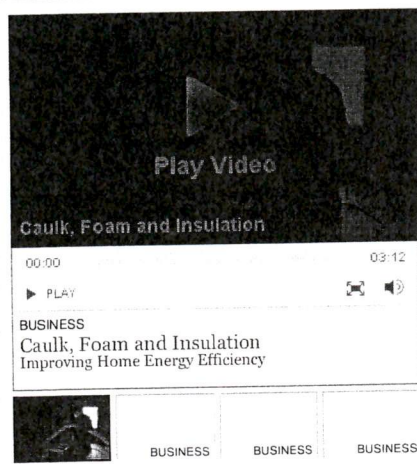 Play Video
Caulk, Foam and Insulation
00:00 03:12
PLAY
BUSINESS
Caulk, Foam and Insulation
Improving Home Energy Efficiency
BUSINESS BUSINESS BUSINESS